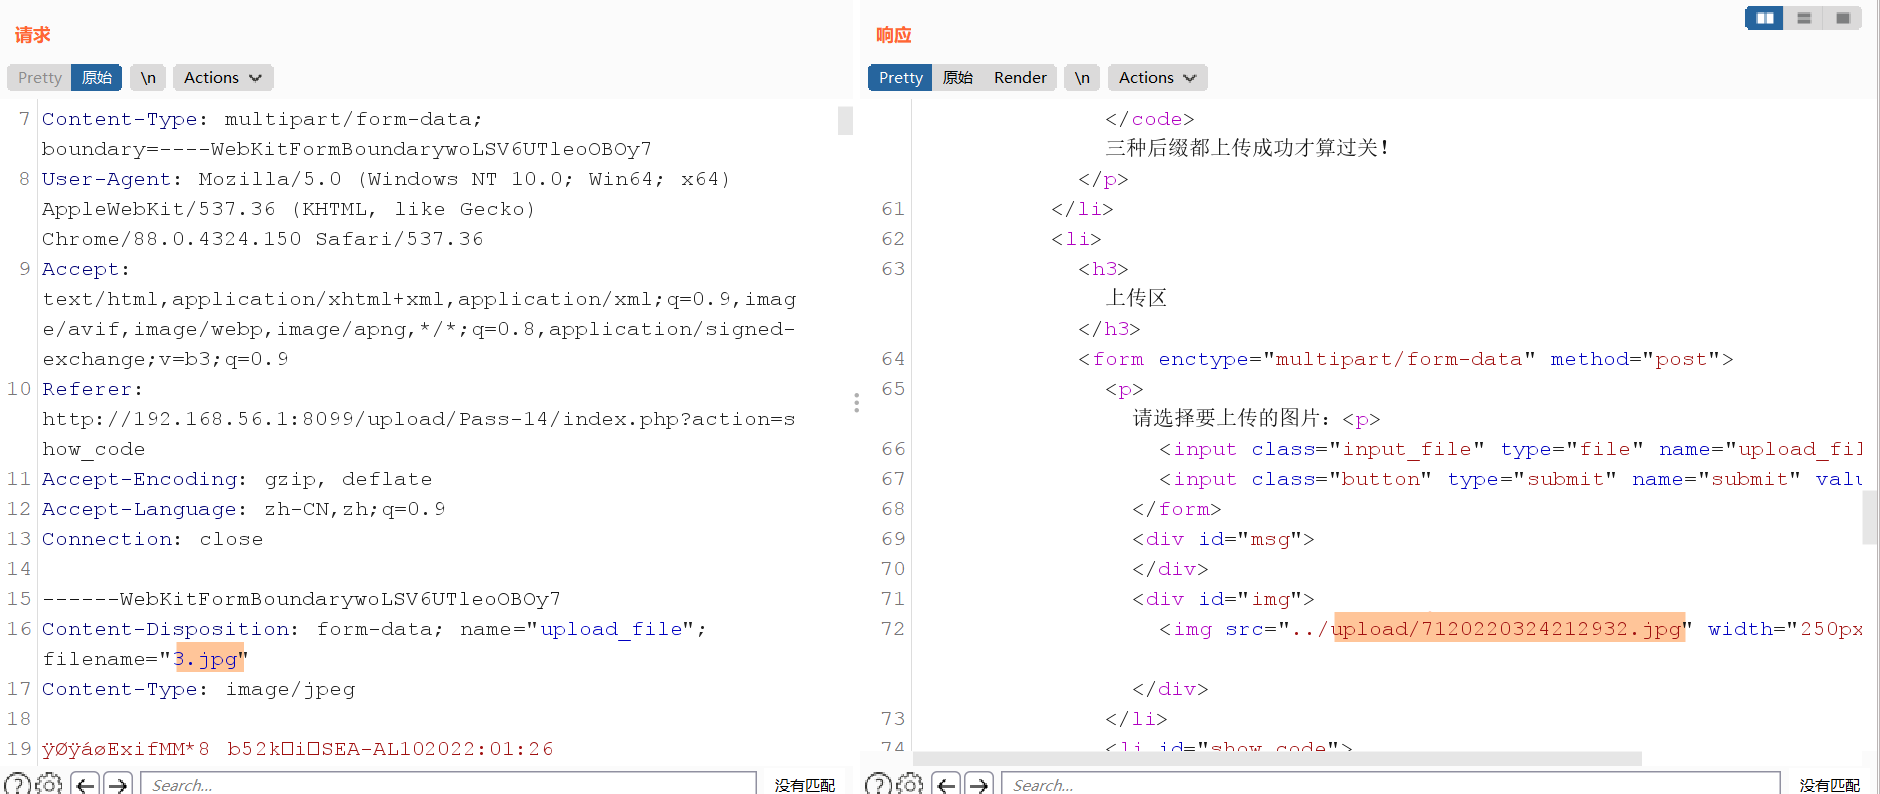 请求
Pretty 原始 \n Actions
7 Content-Type: multipart/form-data;
boundary=----WebKitFormBoundarywoLSV6UTleoOBOy7
8 User-Agent: Mozilla/5.0 (Windows NT 10.0; Win64; x64)
AppleWebKit/537.36 (KHTML, like Gecko)
Chrome/88.0.4324.150 Safari/537.36
9 Accept:
text/html,application/xhtml+xml,application/xml;q=0.9,imag
e/avif,image/webp,image/apng,*/*;q=0.8,application/signed-
exchange;v=b3;q=0.9
10 Referer:
http://192.168.56.1:8099/upload/Pass-14/index.php?action=s
how_code
11 Accept-Encoding: gzip, deflate
12 Accept-Language: zh-CN,zh;q=0.9
13 Connection: close
14
15 ------WebKitFormBoundarywoLSV6UTleoOBOy7
16 Content-Disposition: form-data; name="upload_file";
filename="3.jpg"
17 Content-Type: image/jpeg
18
19 ÿØÿáøExifMM*8 b52k□i□SEA-AL102022:01:26
Search...
没有匹配
响应
Pretty 原始 Render \n Actions
</code>
三种后缀都上传成功才算过关!
</p>
61 </li>
62 <li>
63 <h3>
上传区
</h3>
64 <form enctype="multipart/form-data" method="post">
65 <p>
请选择要上传的图片：<p>
66 <input class="input_file" type="file" name="upload_fil
67 <input class="button" type="submit" name="submit" valu
68 </form>
69 <div id="msg">
70 </div>
71 <div id="img">
72 <img src="../upload/7120220324212932.jpg" width="250px
</div>
73 </li>
74 <li id="show_code">
Search...
没有匹配